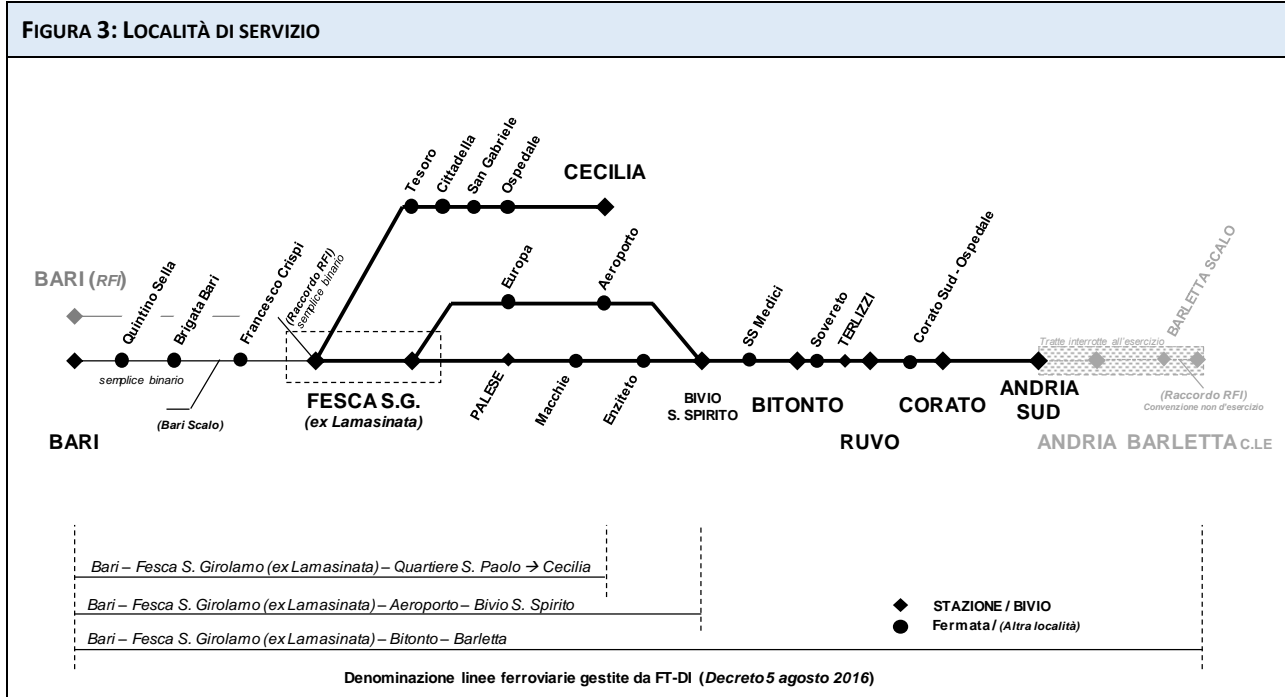 FIGURA 3: LOCALITÀ DI SERVIZIO
Tesoro
Cittadella
San Gabriele
Ospedale
CECILIA
BARI (RFI)
Quintino Sella
Brigata Bari
Francesco Crispi
(Raccordo RFI)
semplice binario
Europa
Aeroporto
SS Medici
Sovereto
TERLIZZI
Corato Sud - Ospedale
BARLETTA SCALO
Tratte interrotte all'esercizio
semplice binario
(Bari Scalo)
BARI
FESCA S.G.
(ex Lamasinata)
PALESE
Macchie
Enziteto
BIVIO
S. SPIRITO
BITONTO
RUVO
CORATO
ANDRIA
SUD
(Raccordo RFI)
Convenzione non d'esercizio
ANDRIA
BARLETTA C.LE
Bari – Fesca S. Girolamo (ex Lamasinata) – Quartiere S. Paolo → Cecilia
Bari – Fesca S. Girolamo (ex Lamasinata) – Aeroporto – Bivio S. Spirito
Bari – Fesca S. Girolamo (ex Lamasinata) – Bitonto – Barletta
STAZIONE / BIVIO
Fermata / (Altra località)
Denominazione linee ferroviarie gestite da FT-DI (Decreto 5 agosto 2016)